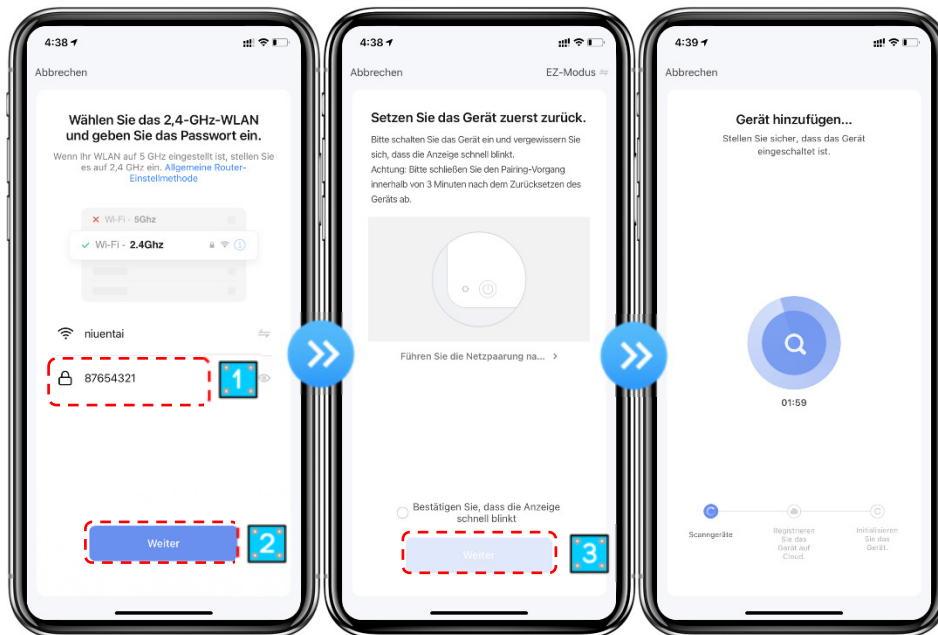 4:38
Abbrechen
Wählen Sie das 2,4-GHz-WLAN
und geben Sie das Passwort ein.
Wenn Ihr WLAN auf 5 GHz eingestellt ist, stellen Sie
es auf 2,4 GHz ein. Allgemeine Router-
Einstellmethode
Wi-Fi - 5Ghz
Wi-Fi - 2.4Ghz
niuentai
87654321
1
Weiter
2
4:38
Abbrechen
EZ-Modus
Setzen Sie das Gerät zuerst zurück.
Bitte schalten Sie das Gerät ein und vergewissern Sie
sich, dass die Anzeige schnell blinkt.
Achtung: Bitte schließen Sie den Pairing-Vorgang
innerhalb von 3 Minuten nach dem Zurücksetzen des
Geräts ab.
Führen Sie die Netzpaarung na... >
Bestätigen Sie, dass die Anzeige
schnell blinkt
Weiter
3
4:39
Abbrechen
Gerät hinzufügen...
Stellen Sie sicher, dass das Gerät
eingeschaltet ist.
01:59
Scanngeräte
Registrieren
Sie das
Gerät auf
Cloud.
Initialisieren
Sie das
Gerät.